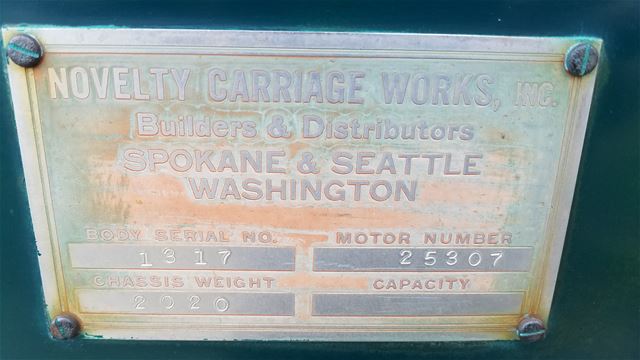 NOVELTY CARRIAGE WORKS, INC.
Builders & Distributors
SPOKANE & SEATTLE
WASHINGTON
BODY SERIAL NO. MOTOR NUMBER
1317 25307
CHASSIS WEIGHT CAPACITY
2020